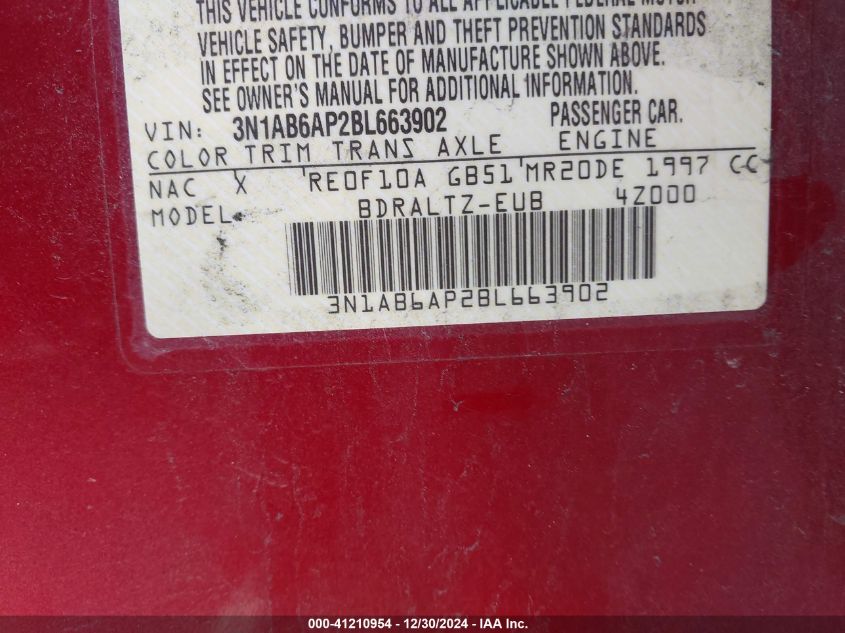 THIS VEHICLE CONFORMS TO ALL APPLICABLE FEDERAL MOTOR
VEHICLE SAFETY, BUMPER AND THEFT PREVENTION STANDARDS
IN EFFECT ON THE DATE OF MANUFACTURE SHOWN ABOVE.
SEE OWNER'S MANUAL FOR ADDITIONAL INFORMATION.
VIN: 3N1AB6AP2BL663902 PASSENGER CAR.
COLOR TRIM TRANS AXLE ENGINE
NAC X RE0F10A GB51 MR20DE 1997 CC
MODEL BDRALTZ-EUB 4Z000
3N1AB6AP2BL663902
000-41210954 - 12/30/2024 - IAA Inc.